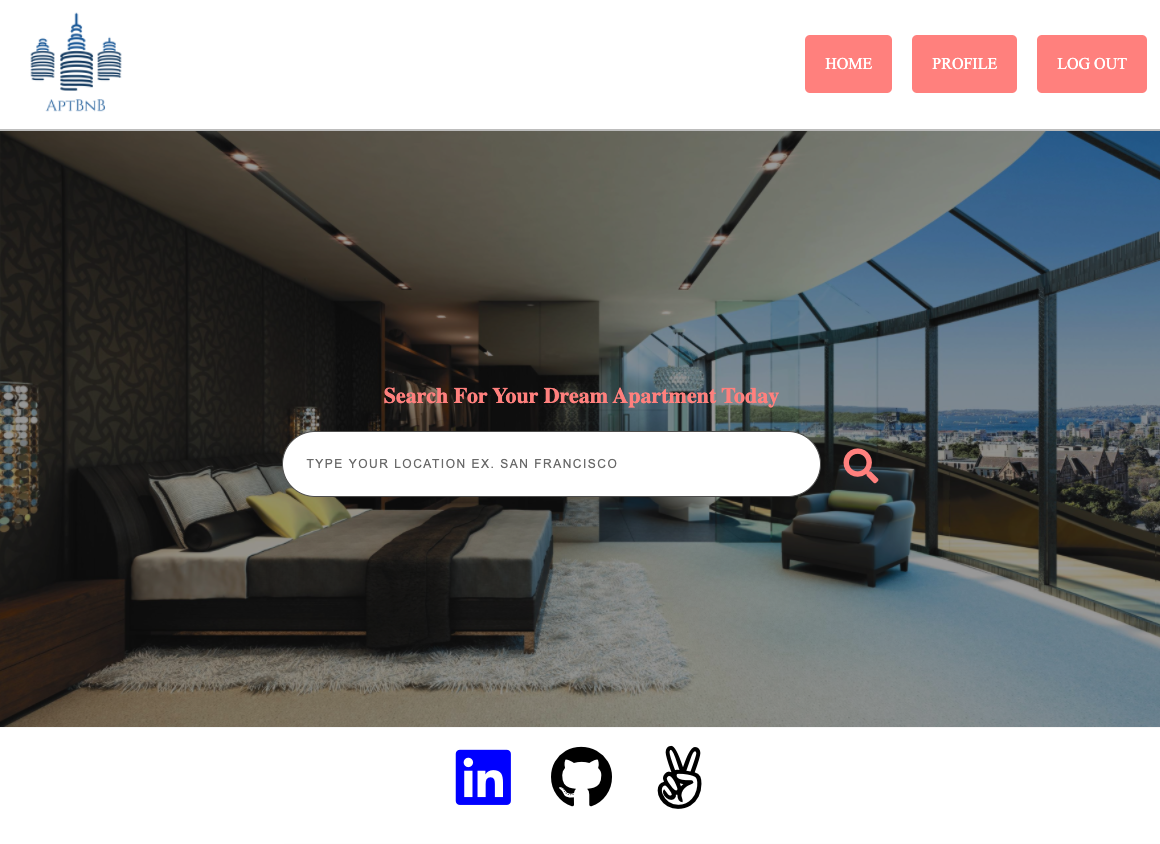 APTBNB
HOME
PROFILE
LOG OUT
Search For Your Dream Apartment Today
TYPE YOUR LOCATION EX. SAN FRANCISCO
in